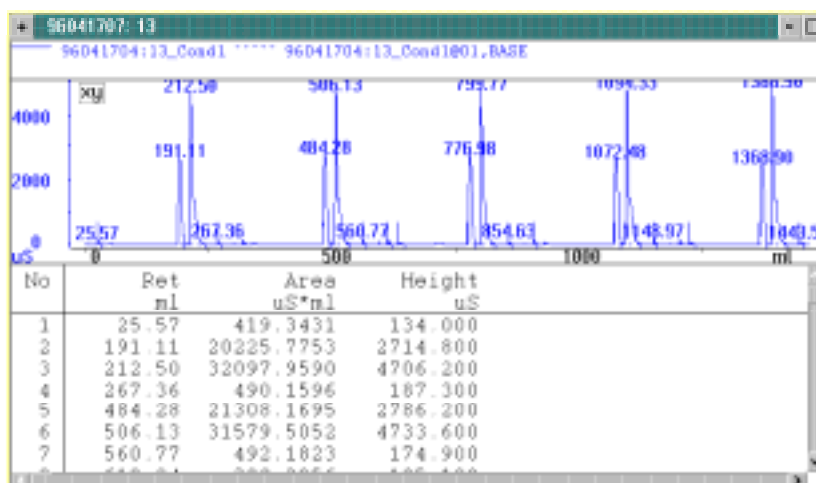 96041707: 13
96041704:13_Cond1 96041704:13_Cond1@01.BASE
xy 212.50 506.13 799.77 1094.33
4000
191.11 484.28 776.98 1072.48 1368.90
2000
25.57 267.36 560.77 854.63 1148.97
0
uS 0 500 1000 ml
No Ret Area Height
ml uS*ml uS
1 25.57 419.3431 134.000
2 191.11 20225.7753 2714.800
3 212.50 32097.9590 4706.200
4 267.36 490.1596 187.300
5 484.28 21308.1695 2786.200
6 506.13 31579.5052 4733.600
7 560.77 492.1823 174.900